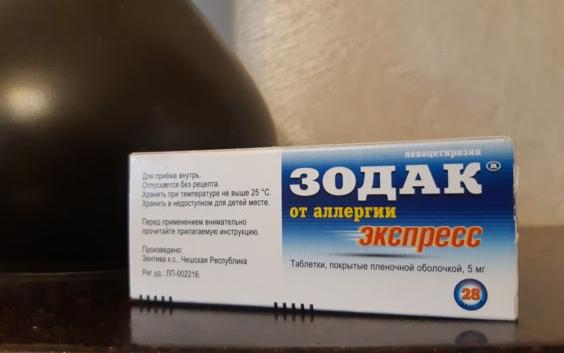 Для приёма внутрь.
Отпускается без рецепта.
Хранить при температуре не выше 25 °С.
Хранить в недоступном для детей месте.
Перед применением внимательно
прочитайте прилагаемую инструкцию.
Произведено:
Зентива к.с., Чешская Республика
Рег.уд.: ЛП-002216.
левоцетиризин
ЗОДАК®
от аллергии
экспресс
Таблетки, покрытые пленочной оболочкой, 5 мг
28